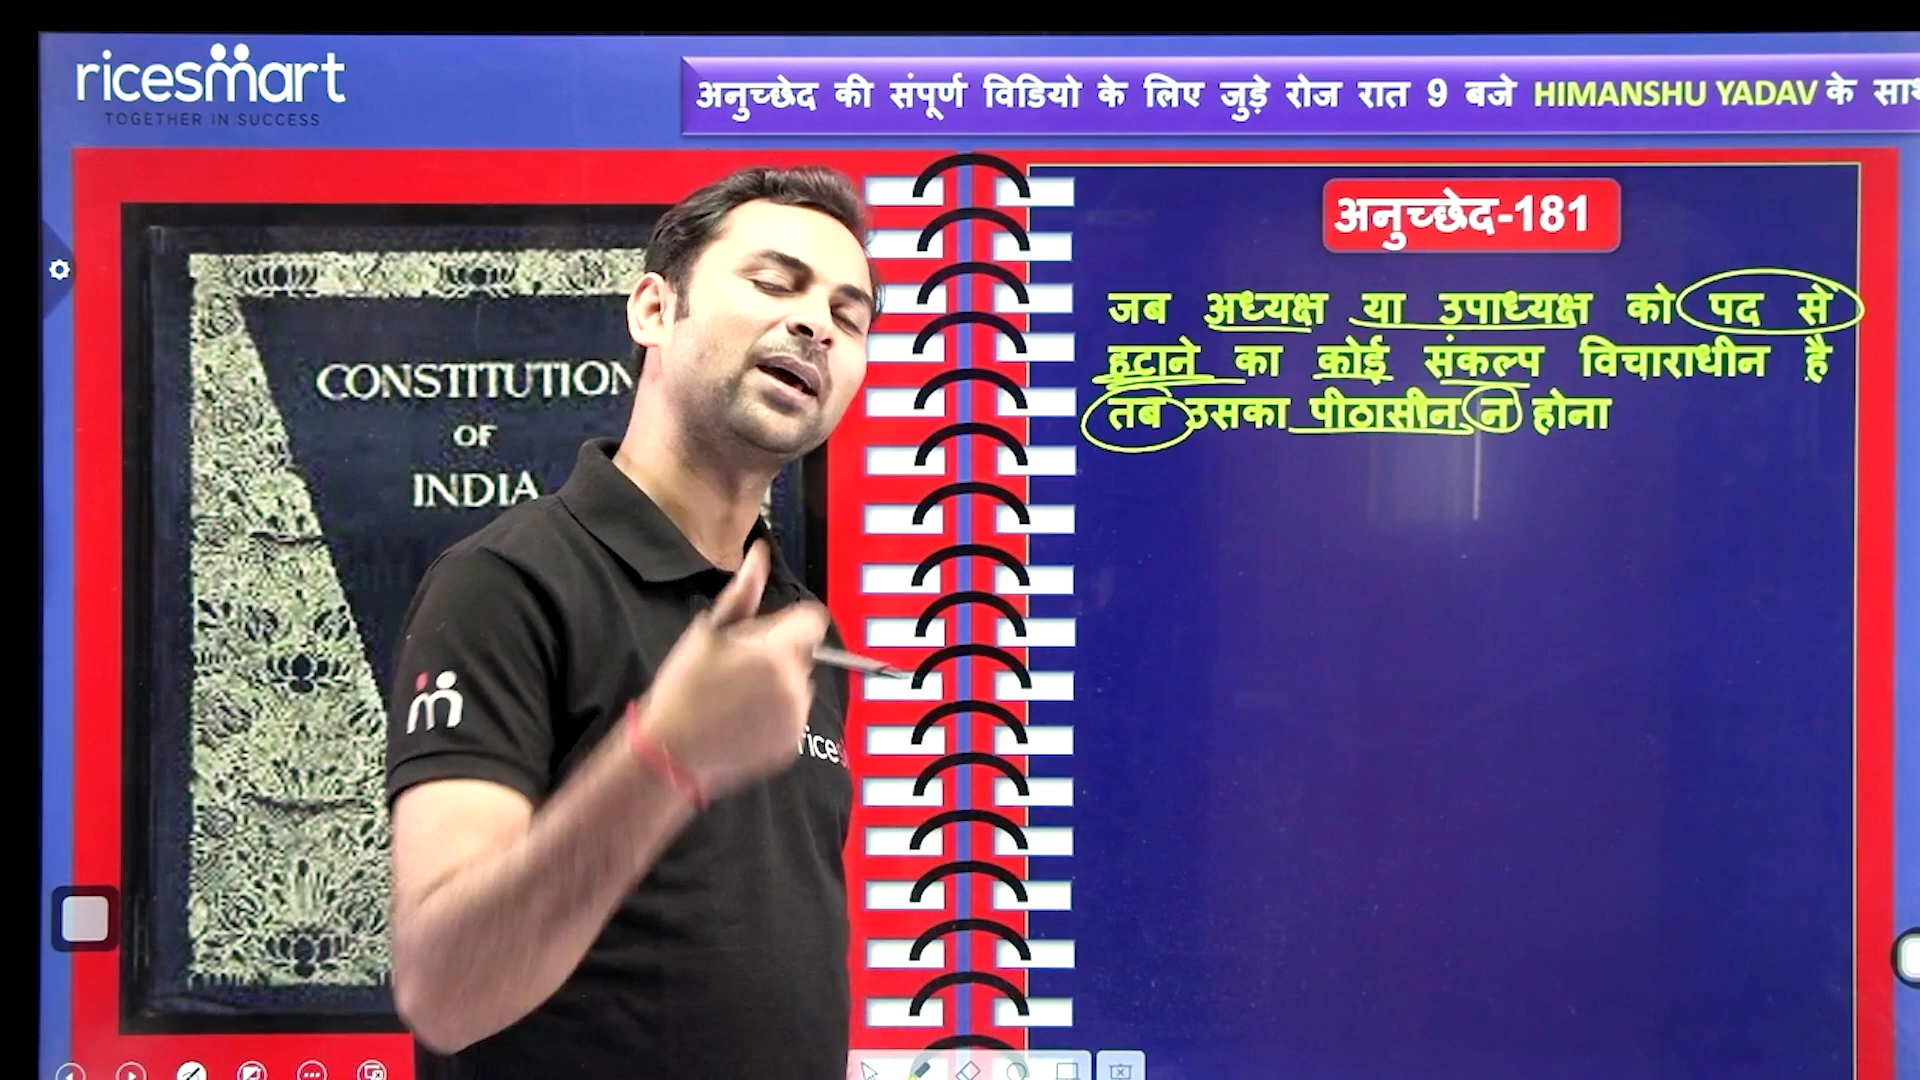 ricesmart
TOGETHER IN SUCCESS
अनुच्छेद की संपूर्ण विडियो के लिए जुड़े रोज रात 9 बजे HIMANSHU YADAV के
अनुच्छेद-181
जब अध्यक्ष या उपाध्यक्ष को पद से
हटाने का कोई संकल्प विचाराधीन है
तब उसका पीठासीन न होना
CONSTITUTION
OF
INDIA